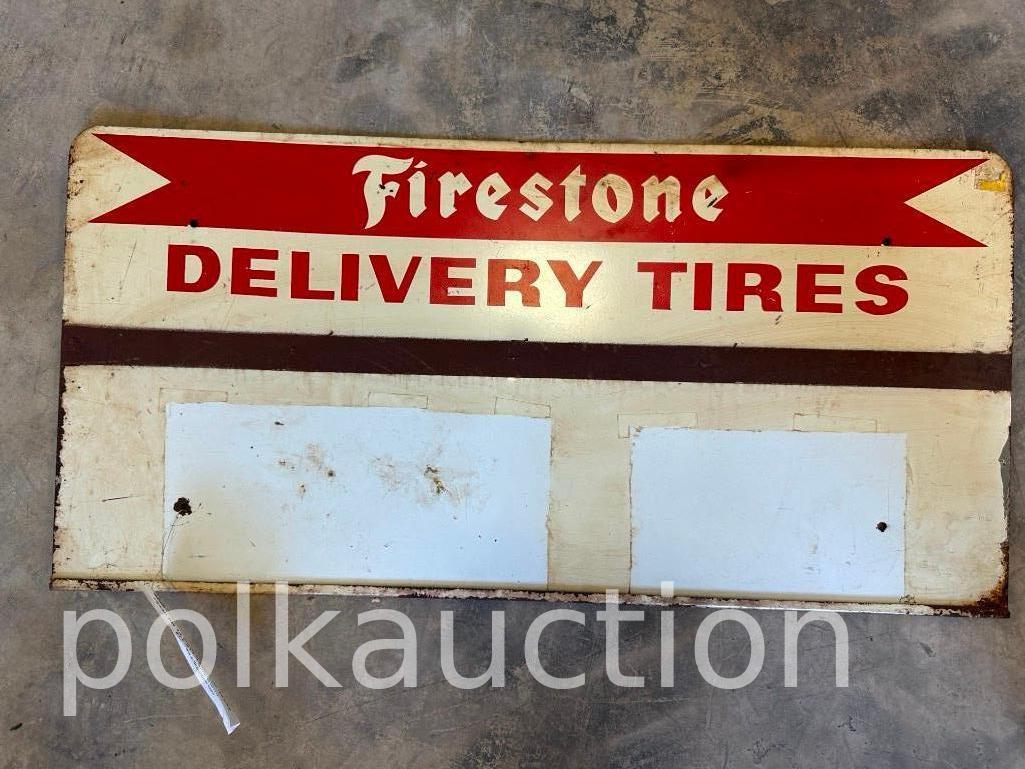 Firestone
DELIVERY TIRES
polkauction